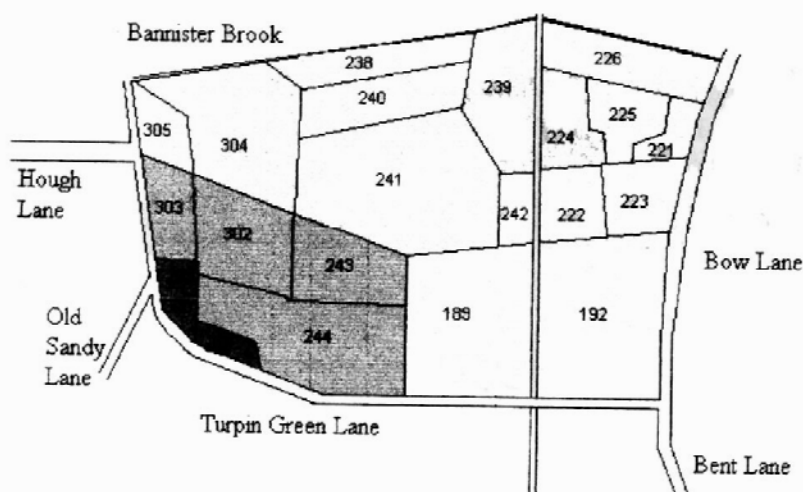 Bannister Brook
238
226
239
240
225
305
304
224
221
241
Hough
Lane
303
302
242
222
223
243
Bow Lane
Old
Sandy
Lane
244
189
192
Turpin Green Lane
Bent Lane